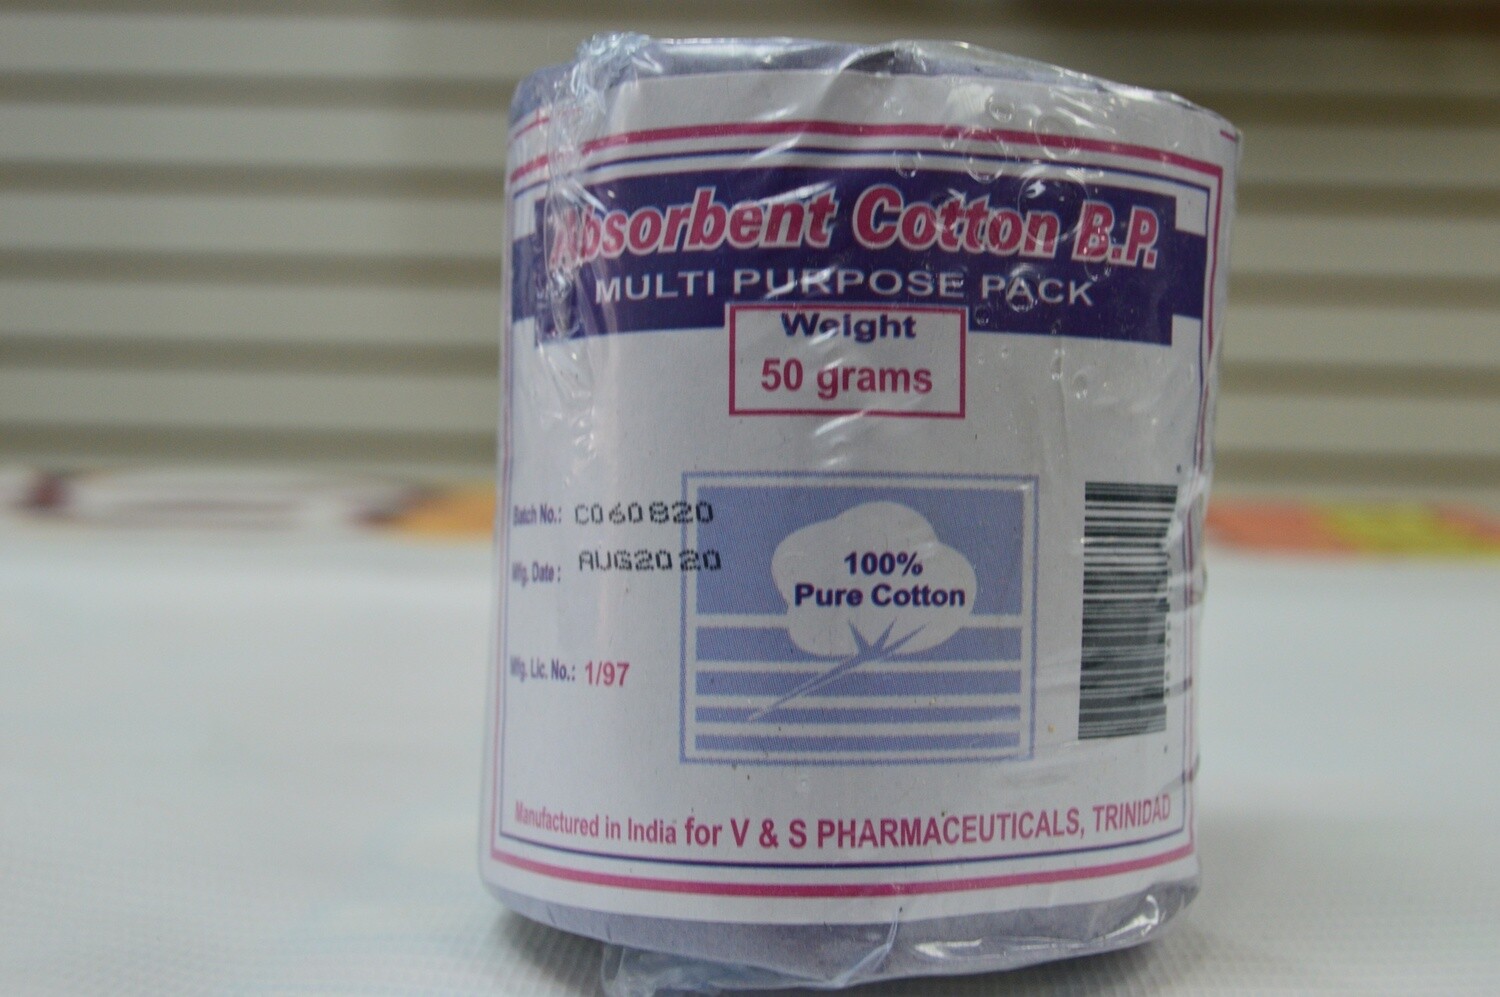 Absorbent Cotton B.P.
MULTI PURPOSE PACK
Weight
50 grams
Batch No.: C060820
Mfg. Date : AUG2020
100%
Pure Cotton
Mfg. Lic. No.: 1/97
Manufactured in India for V & S PHARMACEUTICALS, TRINIDAD